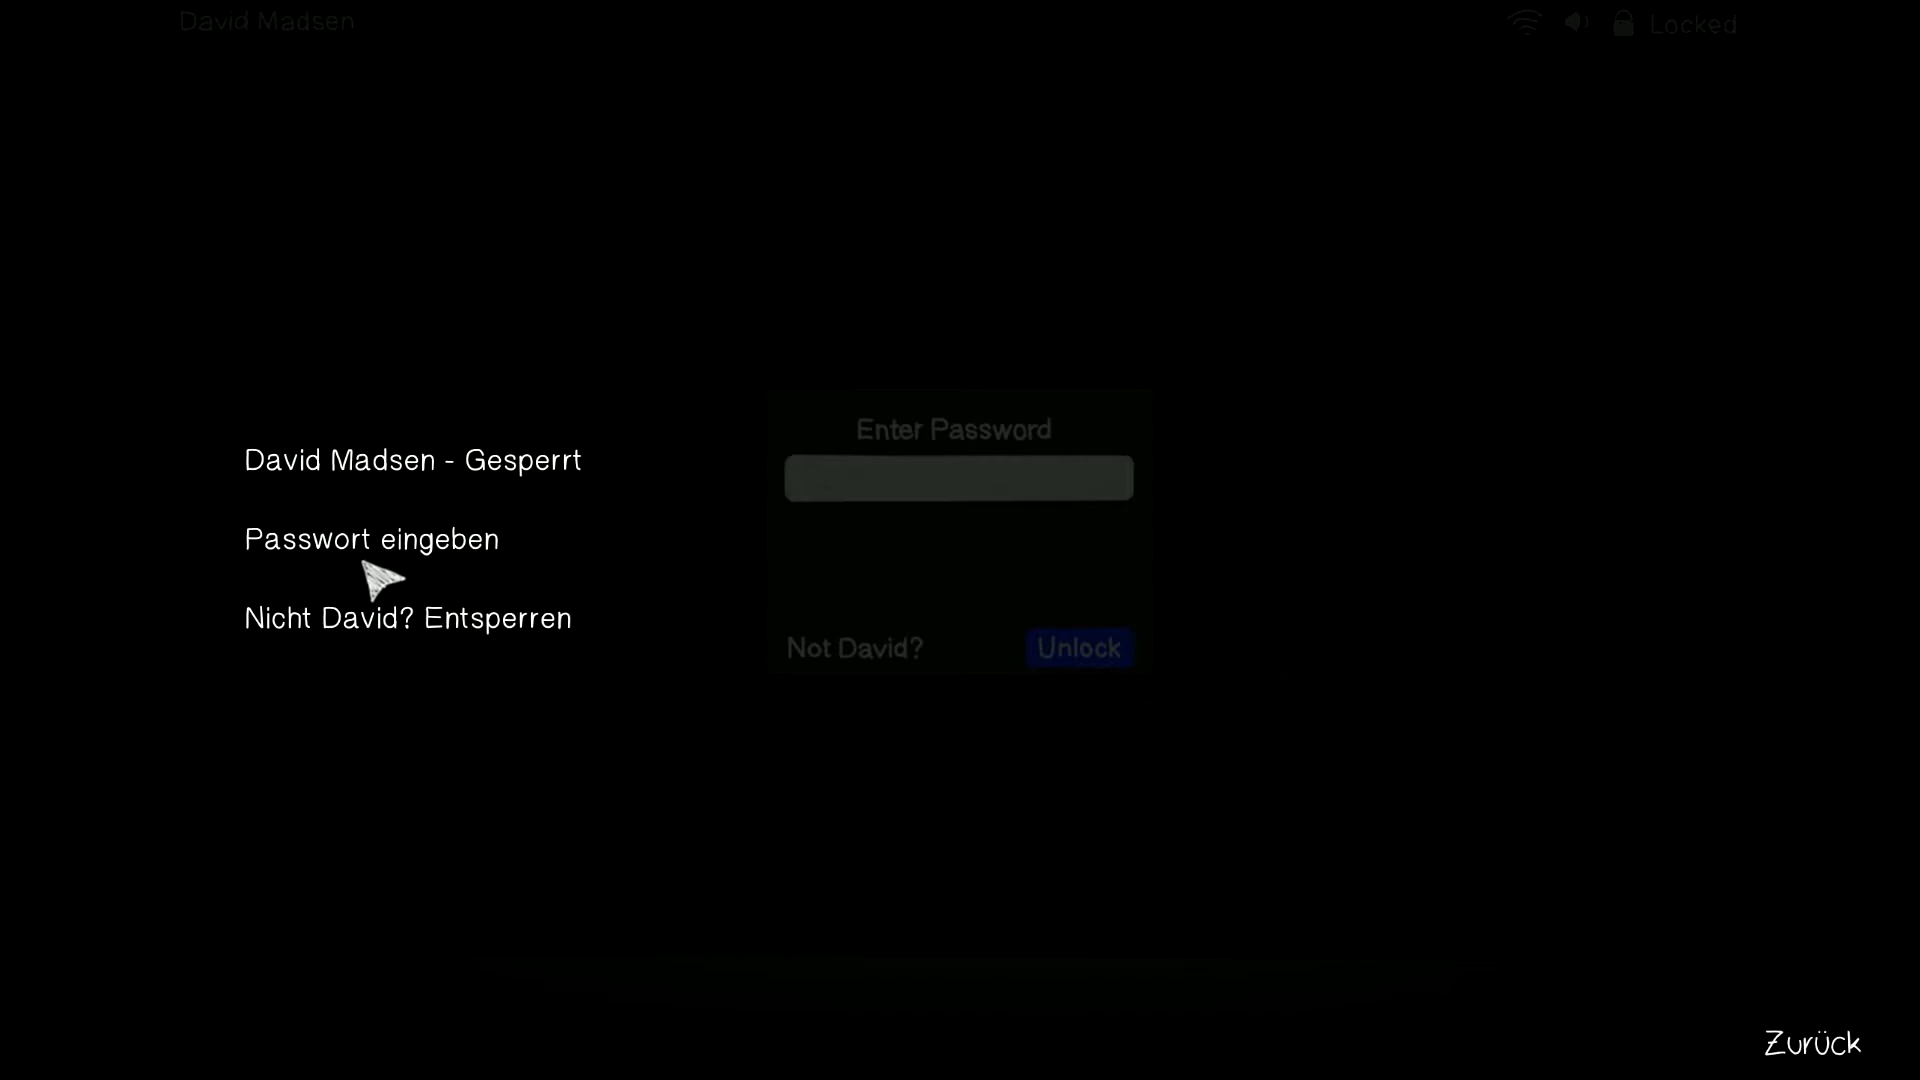 David Madsen
Locked
Enter Password
David Madsen - Gesperrt
Passwort eingeben
Nicht David? Entsperren
Not David?
Unlock
Zurück